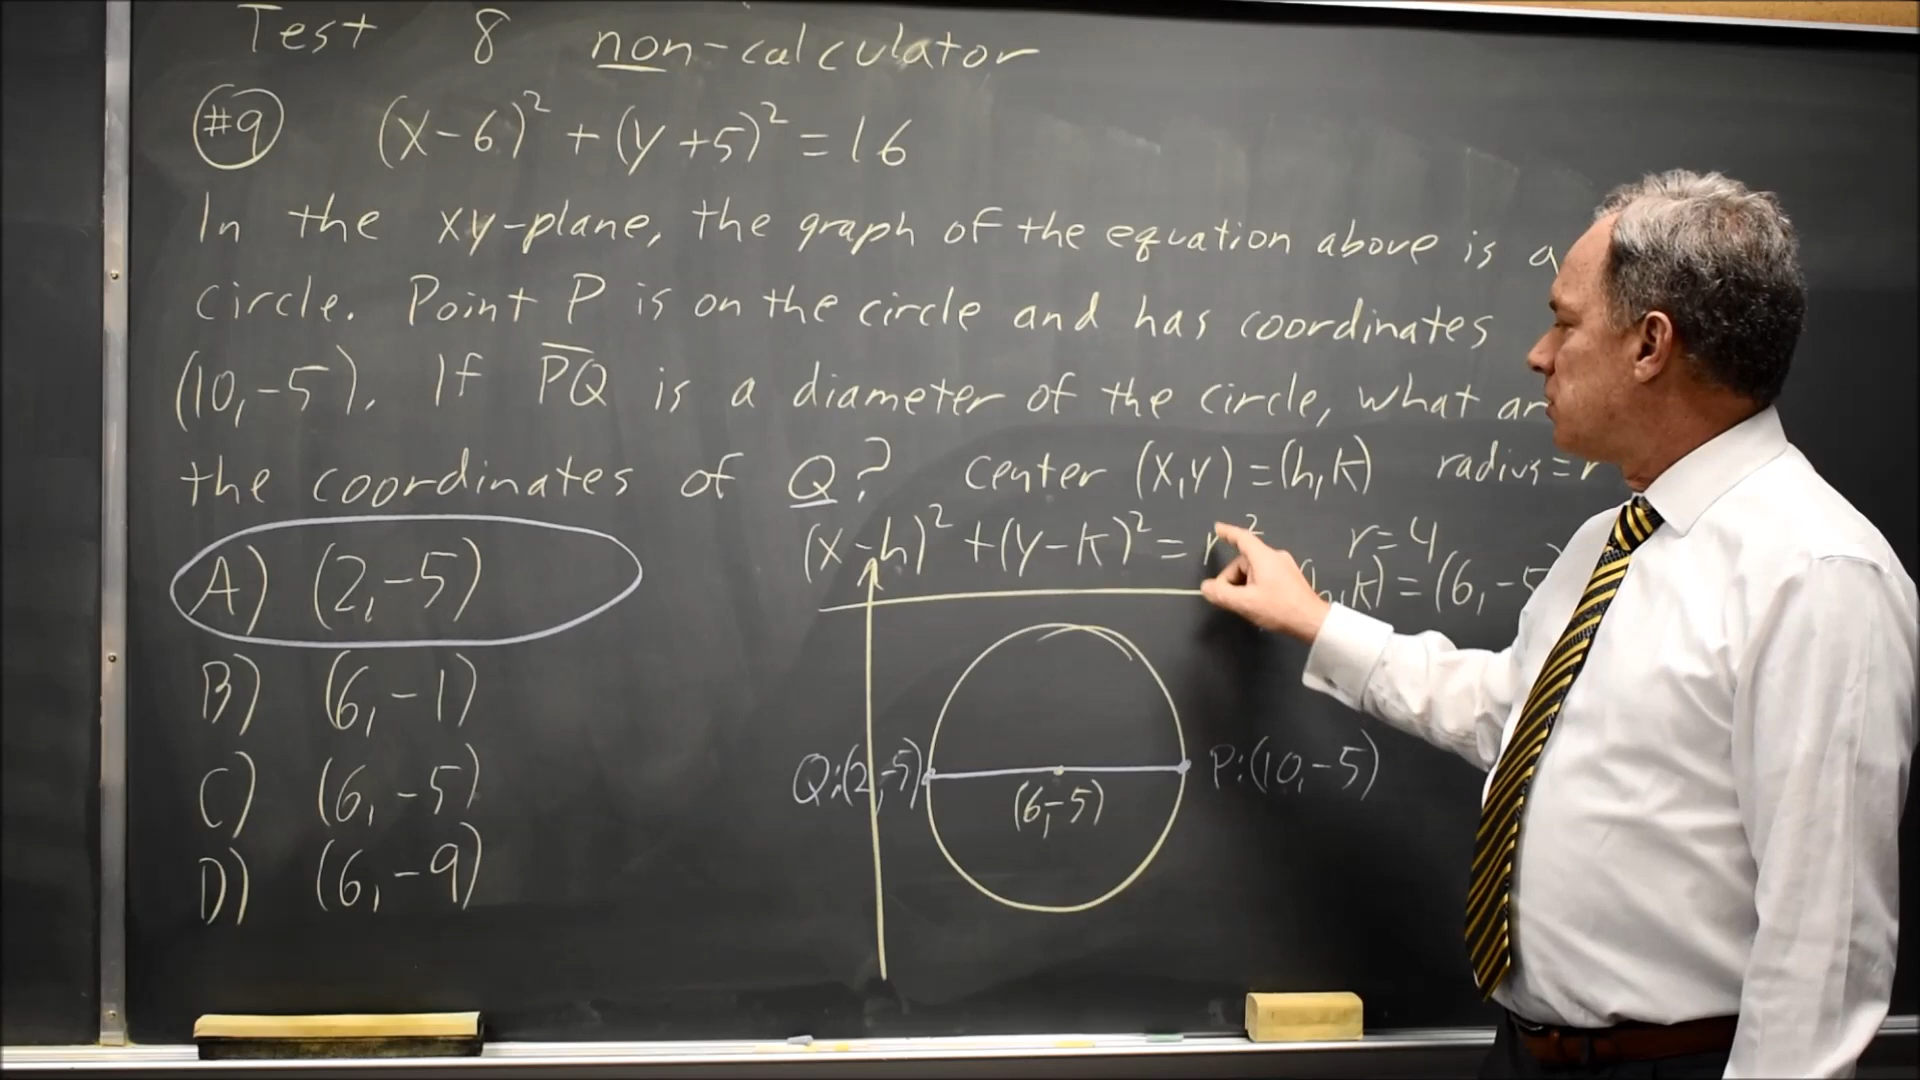 Test 8 non-calculator
#9 (x-6)² + (y+5)² = 16
In the xy-plane, the graph of the equation above is a
circle. Point P is on the circle and has coordinates
(10,-5). If PQ is a diameter of the circle, what
the coordinates of Q? Center (x,y) = (h,k) radius = r
(x-h)² + (y-k)² = r² r=4
A) (2,-5)
k) = (6,-5)
B) (6,-1)
C) (6,-5)
D) (6,-9)
Q:(2,-5)
P:(10,-5)
(6,-5)